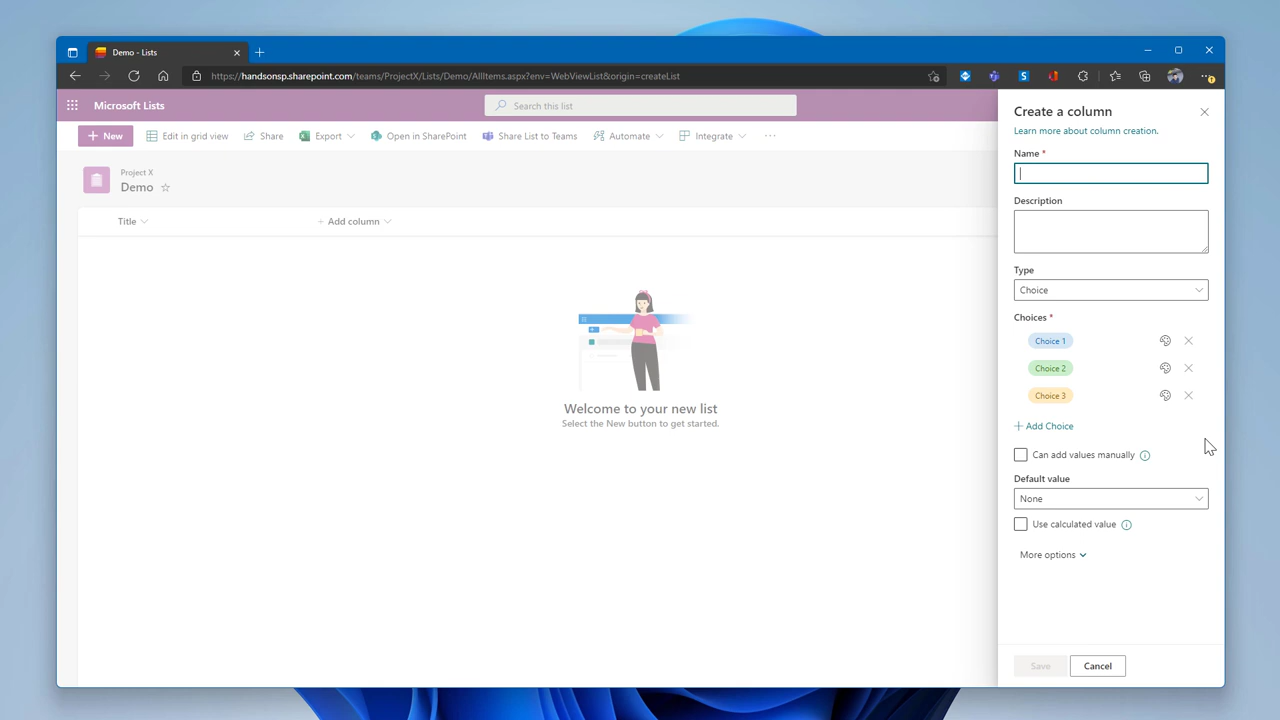 Demo - Lists
https://handsonsp.sharepoint.com/teams/ProjectX/Lists/Demo/AllItems.aspx?env=WebViewList&origin=createList
Microsoft Lists
Search this list
New
Edit in grid view
Share
Export
Open in SharePoint
Share List to Teams
Automate
Integrate
Project X
Demo
Title
+ Add column
Welcome to your new list
Select the New button to get started.
Create a column
Learn more about column creation.
Name *
Description
Type
Choice
Choices *
Choice 1
Choice 2
Choice 3
+ Add Choice
Can add values manually
Default value
None
Use calculated value
More options
Save
Cancel